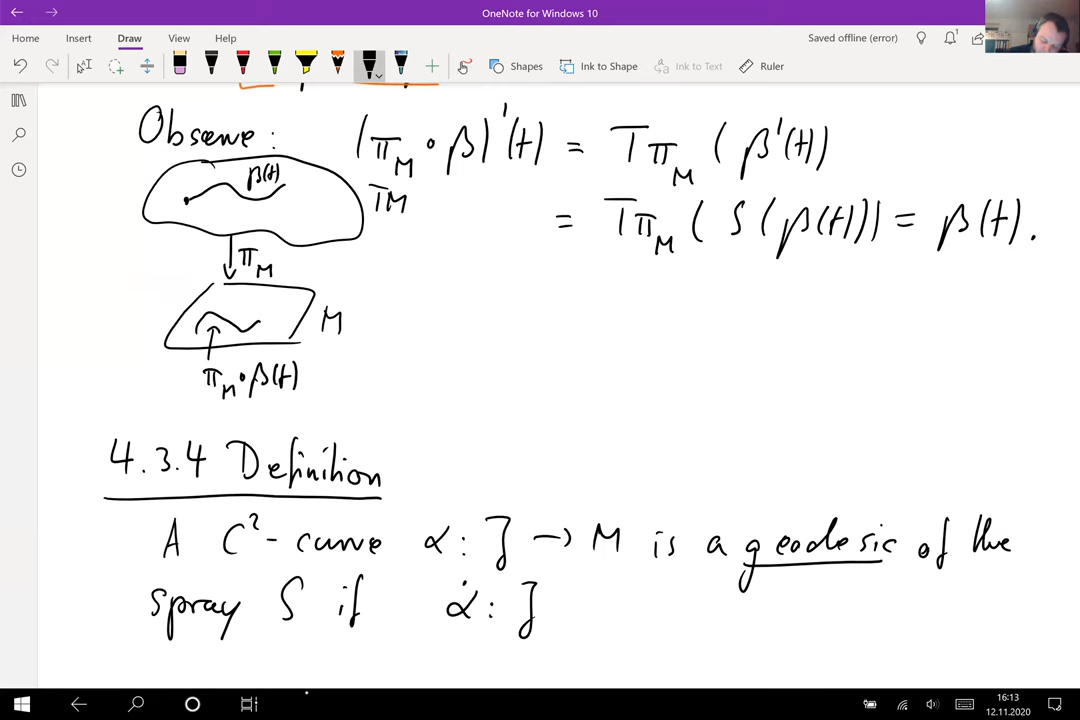 OneNote for Windows 10
Home Insert Draw View Help
Saved offline (error)
Shapes Ink to Shape Ink to Text Ruler
Observe: (π_M ∘ β)'(t) = Tπ_M ( β'(t))
β(t) TM
= Tπ_M ( S ( β(t))) = β(t).
π_M
M
π_M ∘ β(t)
4.3.4 Definition
A C²-curve α : J → M is a geodesic of the
spray S if α̇ : J
16:13
12.11.2020